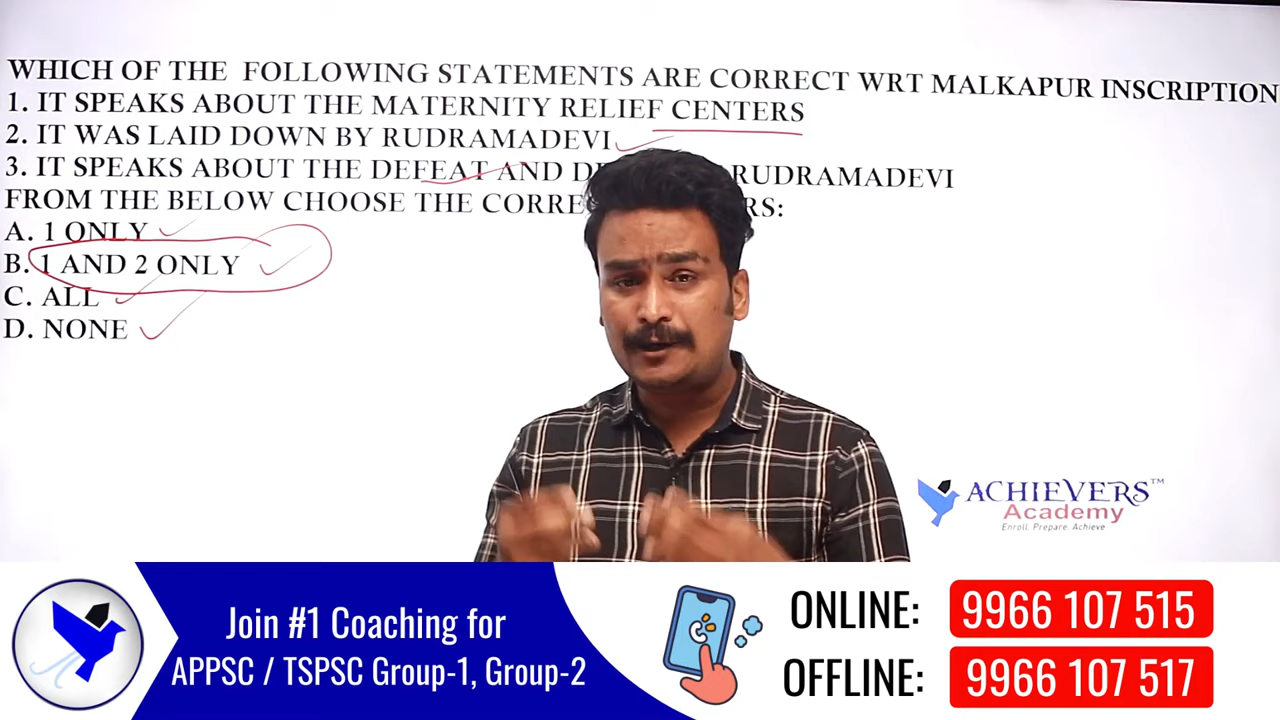 WHICH OF THE FOLLOWING STATEMENTS ARE CORRECT WRT MALKAPUR INSCRIPTION
1. IT SPEAKS ABOUT THE MATERNITY RELIEF CENTERS
2. IT WAS LAID DOWN BY RUDRAMADEVI
3. IT SPEAKS ABOUT THE DEFEAT AND RUDRAMADEVI
FROM THE BELOW CHOOSE THE
A. 1 ONLY
B. 1 AND 2 ONLY
C. ALL
D. NONE
ACHIEVERS™
Academy
Enroll. Prepare. Achieve
Join #1 Coaching for
APPSC / TSPSC Group-1, Group-2
ONLINE: 9966 107 515
OFFLINE: 9966 107 517